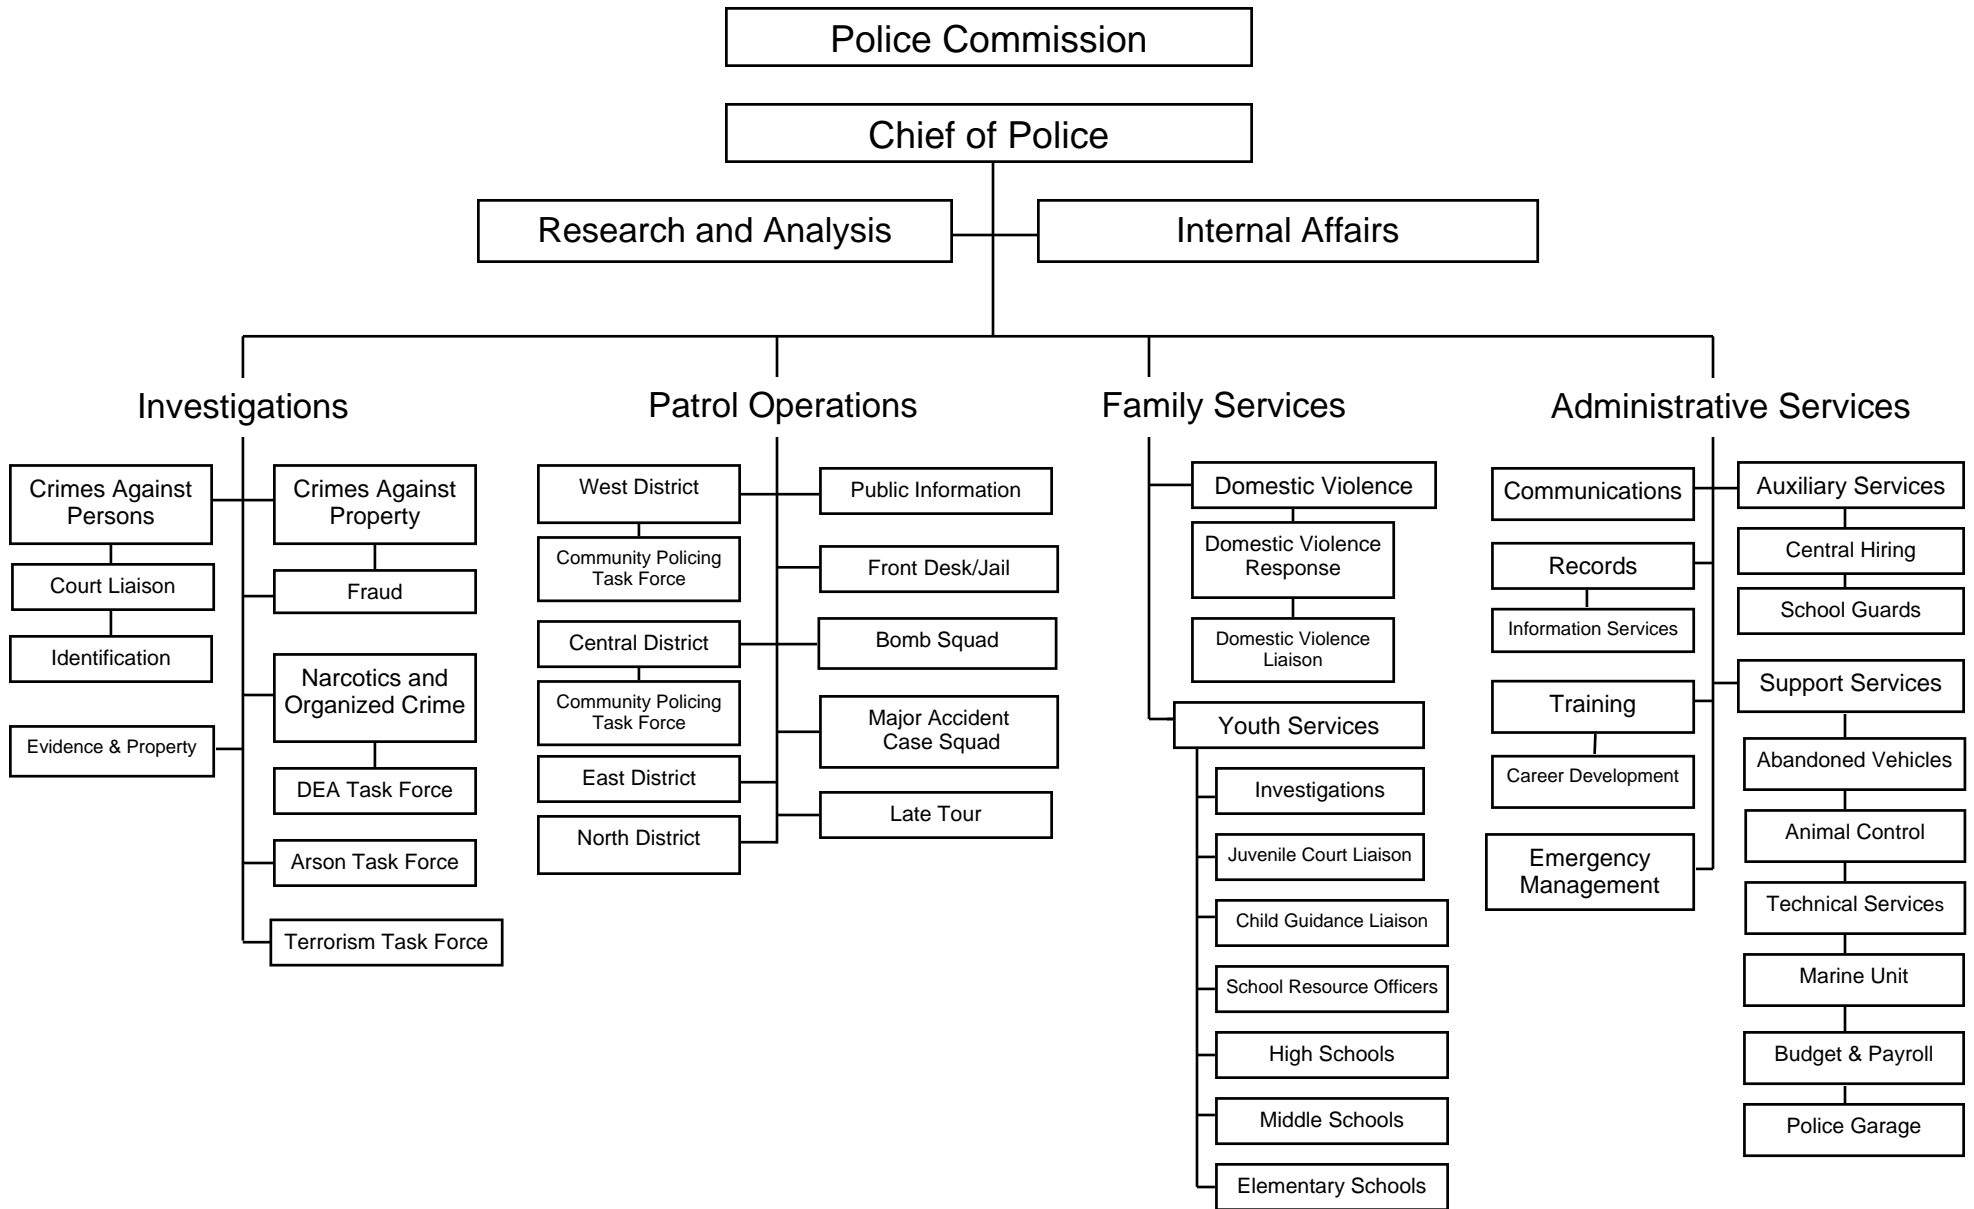 Police Commission
Chief of Police
Research and Analysis
Internal Affairs
Investigations
Patrol Operations
Family Services
Administrative Services
Crimes Against
Persons
Court Liaison
Identification
Evidence & Property
Crimes Against
Property
Fraud
Narcotics and
Organized Crime
DEA Task Force
Arson Task Force
Terrorism Task Force
West District
Community Policing
Task Force
Central District
Community Policing
Task Force
East District
North District
Public Information
Front Desk/Jail
Bomb Squad
Major Accident
Case Squad
Late Tour
Domestic Violence
Domestic Violence
Response
Domestic Violence
Liaison
Youth Services
Investigations
Juvenile Court Liaison
Child Guidance Liaison
School Resource Officers
High Schools
Middle Schools
Elementary Schools
Communications
Records
Information Services
Training
Career Development
Emergency
Management
Auxiliary Services
Central Hiring
School Guards
Support Services
Abandoned Vehicles
Animal Control
Technical Services
Marine Unit
Budget & Payroll
Police Garage